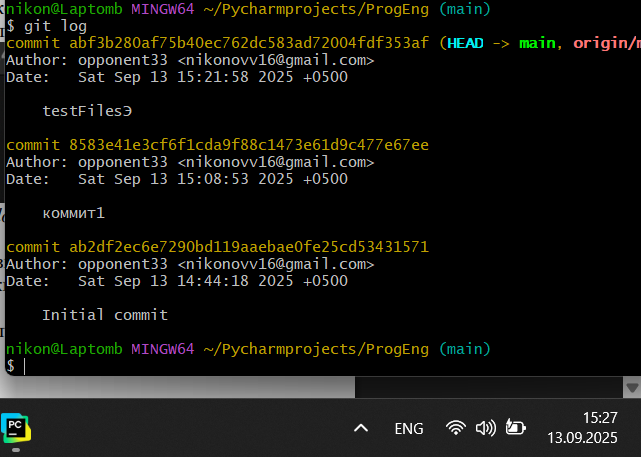 nikon@Laptomb MINGW64 ~/Pycharmprojects/ProgEng (main)
$ git log
commit abf3b280af75b40ec762dc583ad72004fdf353af (HEAD -> main, origin/m
Author: opponent33 <nikonovv16@gmail.com>
Date:   Sat Sep 13 15:21:58 2025 +0500
testFilesЭ
commit 8583e41e3cf6f1cda9f88c1473e61d9c477e67ee
Author: opponent33 <nikonovv16@gmail.com>
Date:   Sat Sep 13 15:08:53 2025 +0500
коммит1
commit ab2df2ec6e7290bd119aaebae0fe25cd53431571
Author: opponent33 <nikonovv16@gmail.com>
Date:   Sat Sep 13 14:44:18 2025 +0500
Initial commit
nikon@Laptomb MINGW64 ~/Pycharmprojects/ProgEng (main)
$
PC
ENG
15:27
13.09.2025